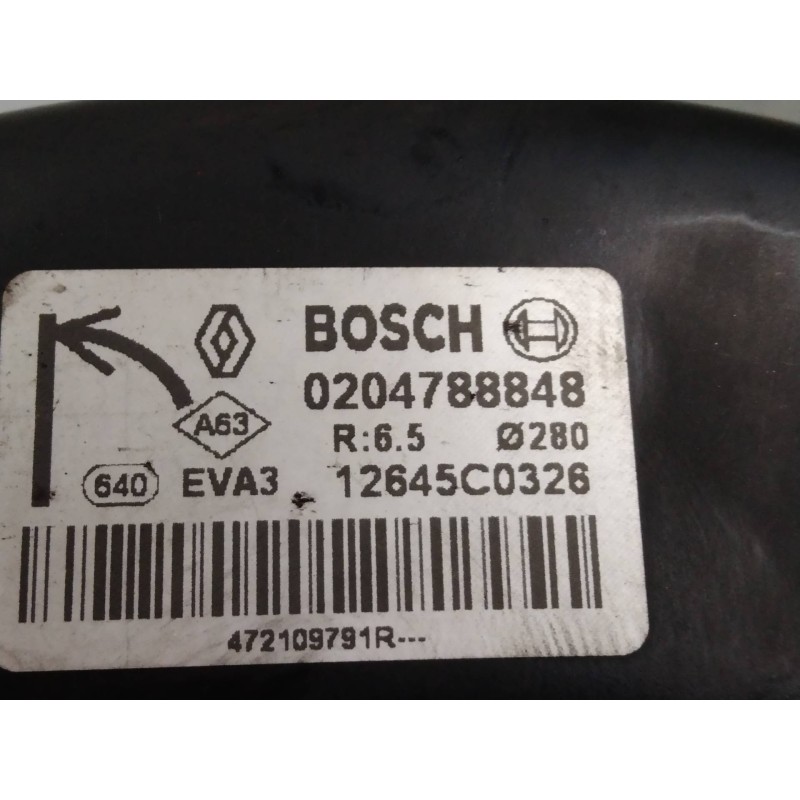 BOSCH
0204788848
A63
R:6.5 Ø280
640 EVA3 12645C0326
472109791R---